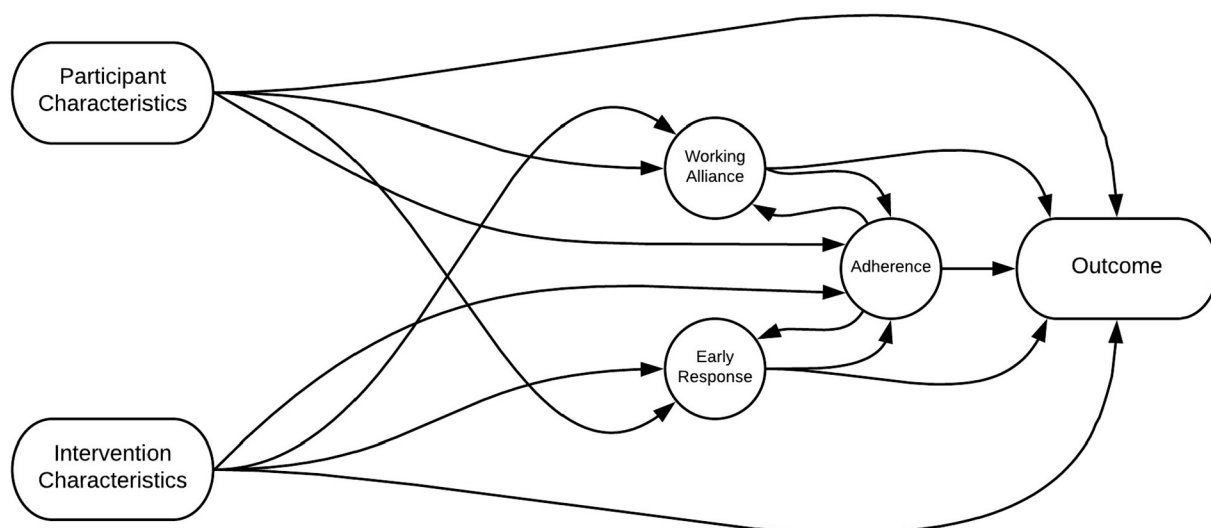 Participant
Characteristics
Working
Alliance
Adherence
Outcome
Early
Response
Intervention
Characteristics